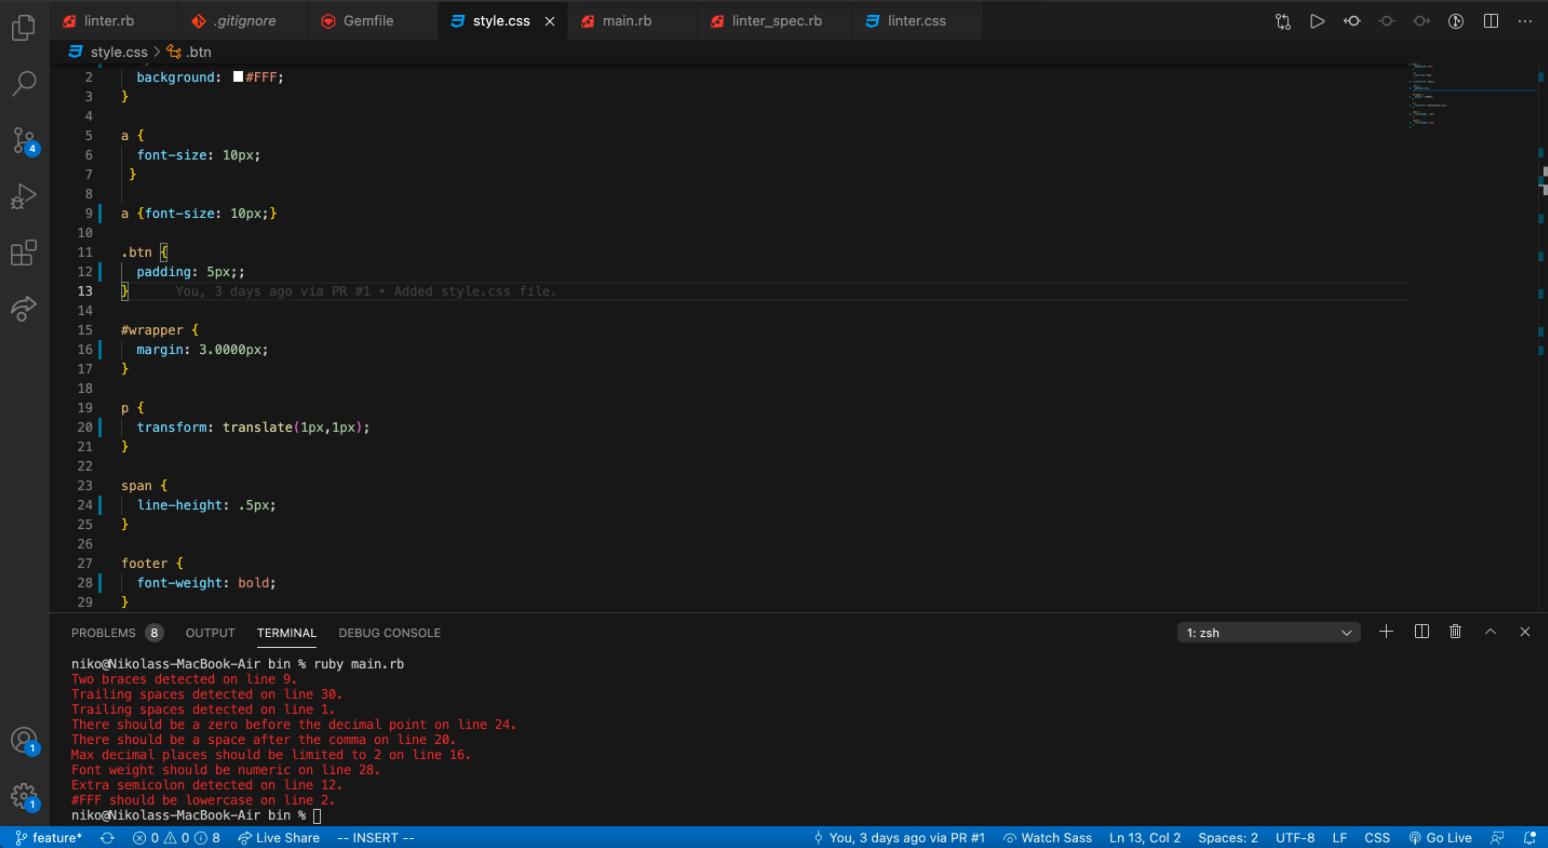 linter.rb .gitignore Gemfile style.css main.rb linter_spec.rb linter.css
style.css > .btn
2 background: #FFF;
3 }
4
5 a {
6 font-size: 10px;
7 }
8
9 a {font-size: 10px;}
10
11 .btn {
12 padding: 5px;;
13 } You, 3 days ago via PR #1 • Added style.css file.
14
15 #wrapper {
16 margin: 3.0000px;
17 }
18
19 p {
20 transform: translate(1px,1px);
21 }
22
23 span {
24 line-height: .5px;
25 }
26
27 footer {
28 font-weight: bold;
29 }
4
PROBLEMS 8 OUTPUT TERMINAL DEBUG CONSOLE 1: zsh
niko@Nikolass-MacBook-Air bin % ruby main.rb
Two braces detected on line 9.
Trailing spaces detected on line 30.
Trailing spaces detected on line 1.
There should be a zero before the decimal point on line 24.
There should be a space after the comma on line 20.
Max decimal places should be limited to 2 on line 16.
Font weight should be numeric on line 28.
Extra semicolon detected on line 12.
#FFF should be lowercase on line 2.
niko@Nikolass-MacBook-Air bin %
1
1
feature* 0 0 8 Live Share -- INSERT -- You, 3 days ago via PR #1 Watch Sass Ln 13, Col 2 Spaces: 2 UTF-8 LF CSS Go Live